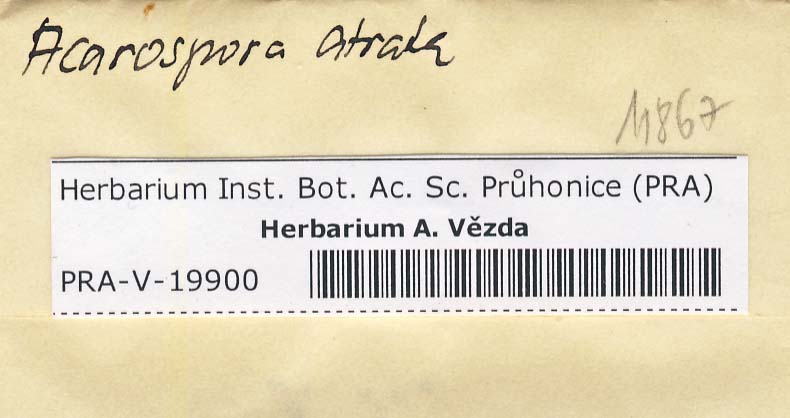 Acarospora atrata
11867
Herbarium Inst. Bot. Ac. Sc. Průhonice (PRA)
Herbarium A. Vězda
PRA-V-19900